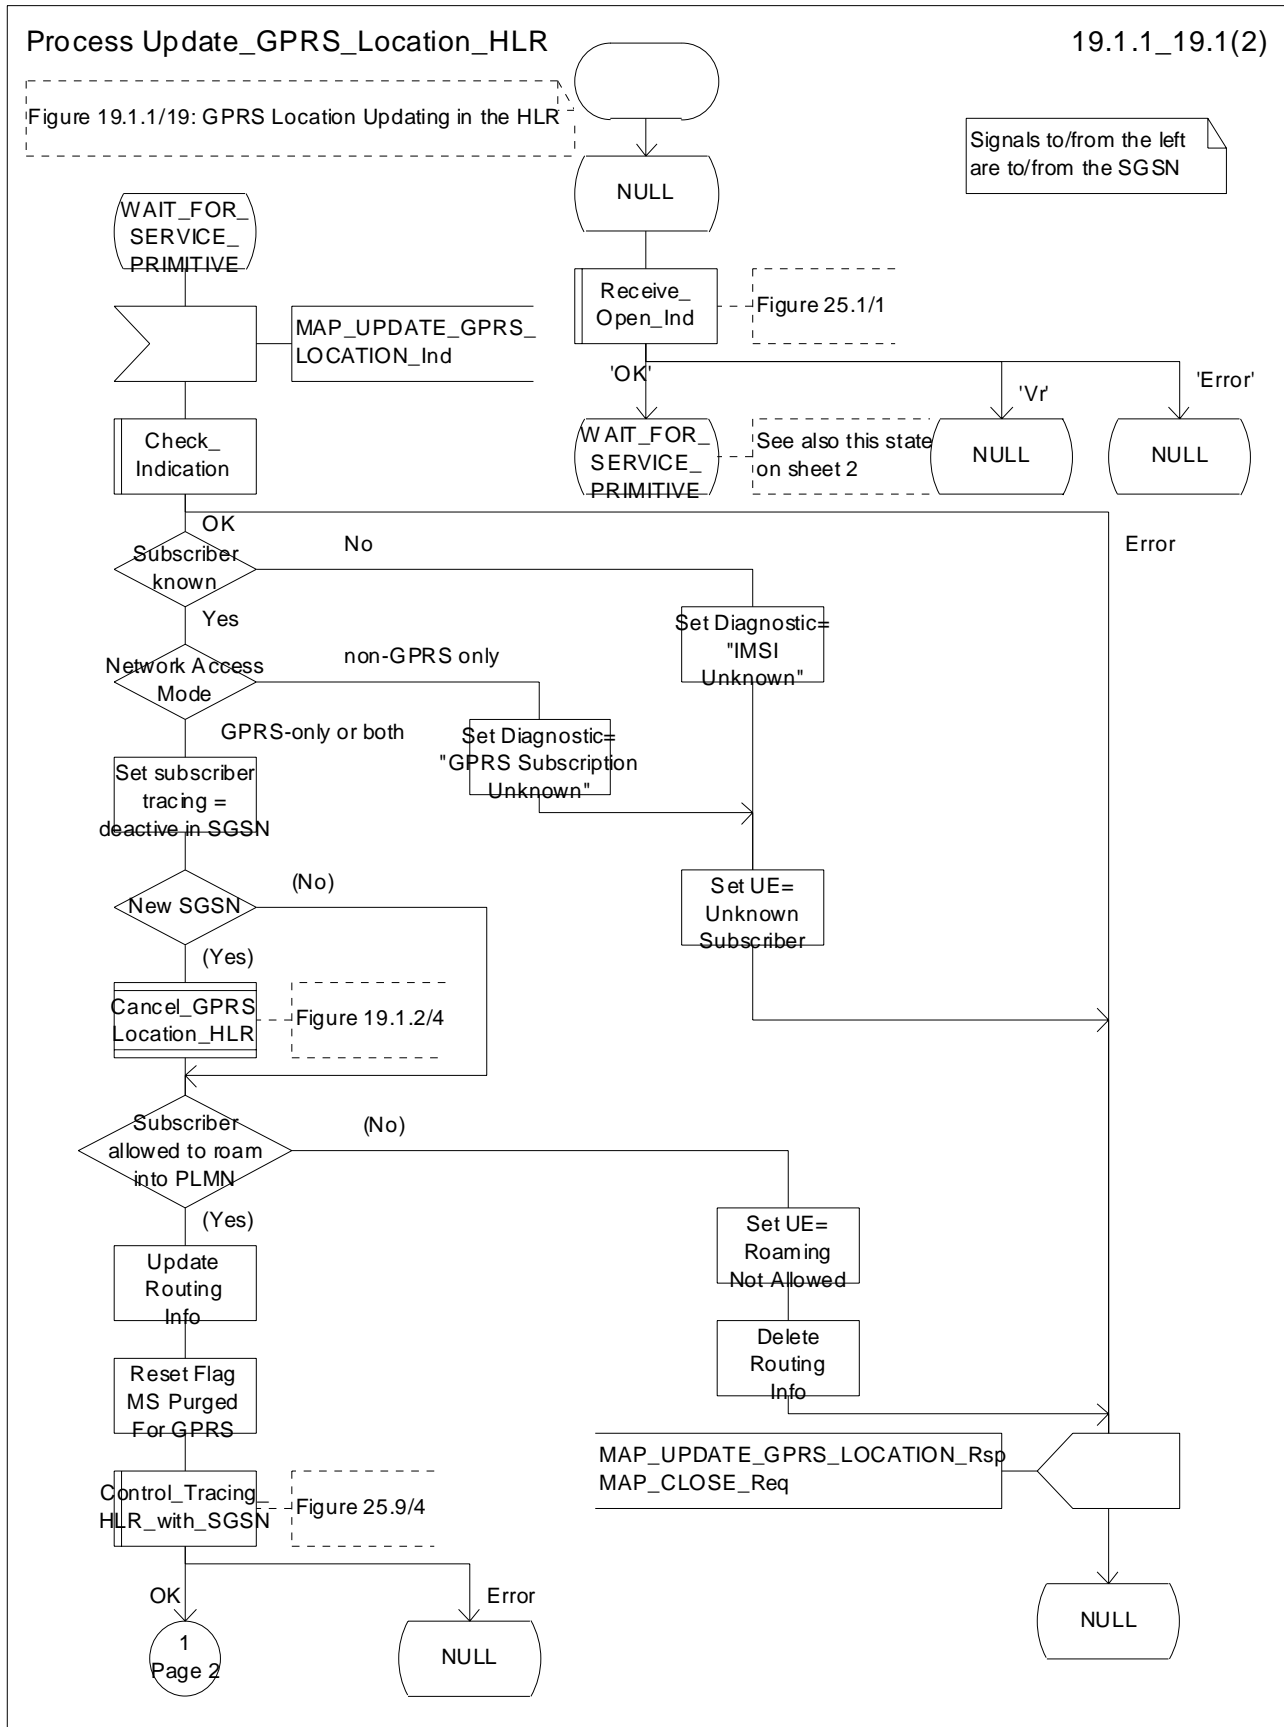 Process Update_GPRS_Location_HLR
19.1.1_19.1(2)
Figure 19.1.1/19: GPRS Location Updating in the HLR
Signals to/from the left
are to/from the SGSN
NULL
WAIT_FOR_
SERVICE_
PRIMITIVE
Receive_
Open_Ind
Figure 25.1/1
MAP_UPDATE_GPRS_
LOCATION_Ind
'OK'
'Vr'
'Error'
WAIT_FOR_
SERVICE_
PRIMITIVE
See also this state
on sheet 2
NULL
NULL
Check_
Indication
OK
Error
Subscriber
known
No
Yes
Set Diagnostic=
"IMSI
Unknown"
Network Access
Mode
non-GPRS only
GPRS-only or both
Set Diagnostic=
"GPRS Subscription
Unknown"
Set subscriber
tracing =
deactive in SGSN
Set UE=
Unknown
Subscriber
New SGSN
(No)
(Yes)
Cancel_GPRS
Location_HLR
Figure 19.1.2/4
Subscriber
allowed to roam
into PLMN
(No)
(Yes)
Set UE=
Roaming
Not Allowed
Update
Routing
Info
Delete
Routing
Info
Reset Flag
MS Purged
For GPRS
MAP_UPDATE_GPRS_LOCATION_Rsp
MAP_CLOSE_Req
Control_Tracing_
HLR_with_SGSN
Figure 25.9/4
OK
Error
1
Page 2
NULL
NULL